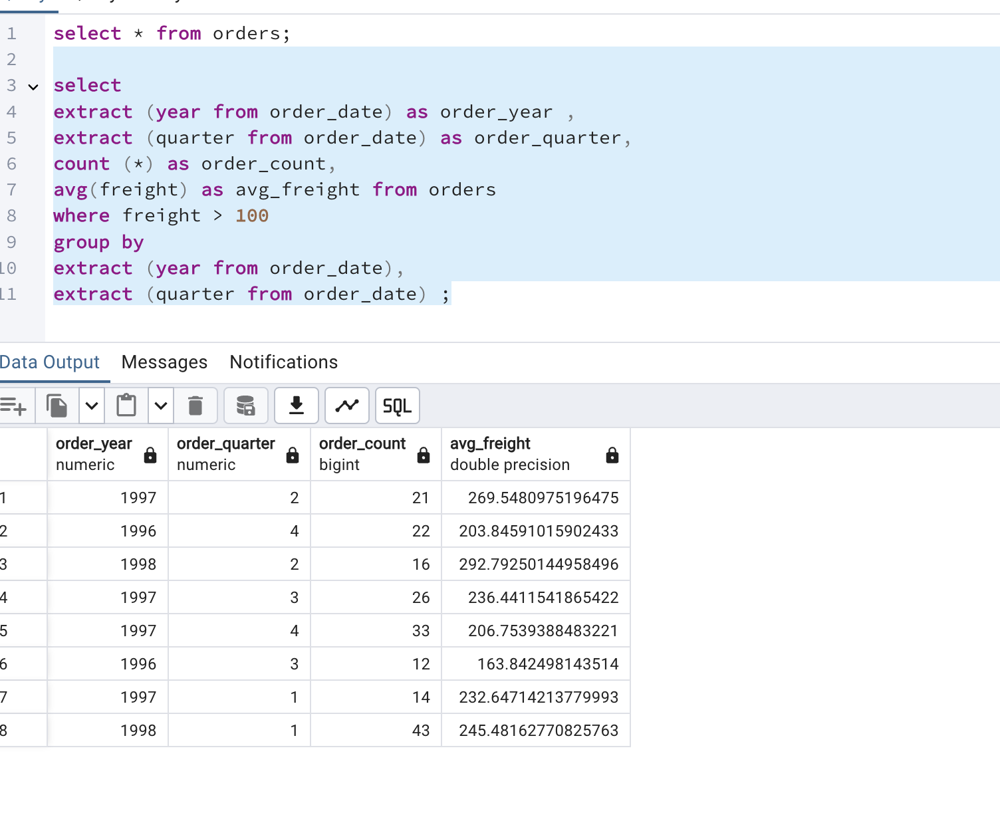 1 select * from orders;
2
3 select
4 extract (year from order_date) as order_year ,
5 extract (quarter from order_date) as order_quarter,
6 count (*) as order_count,
7 avg(freight) as avg_freight from orders
8 where freight > 100
9 group by
10 extract (year from order_date),
11 extract (quarter from order_date) ;
Data Output Messages Notifications
SQL
order_year order_quarter order_count avg_freight
numeric numeric bigint double precision
1 1997 2 21 269.5480975196475
2 1996 4 22 203.84591015902433
3 1998 2 16 292.79250144958496
4 1997 3 26 236.4411541865422
5 1997 4 33 206.7539388483221
6 1996 3 12 163.842498143514
7 1997 1 14 232.64714213779993
8 1998 1 43 245.48162770825763